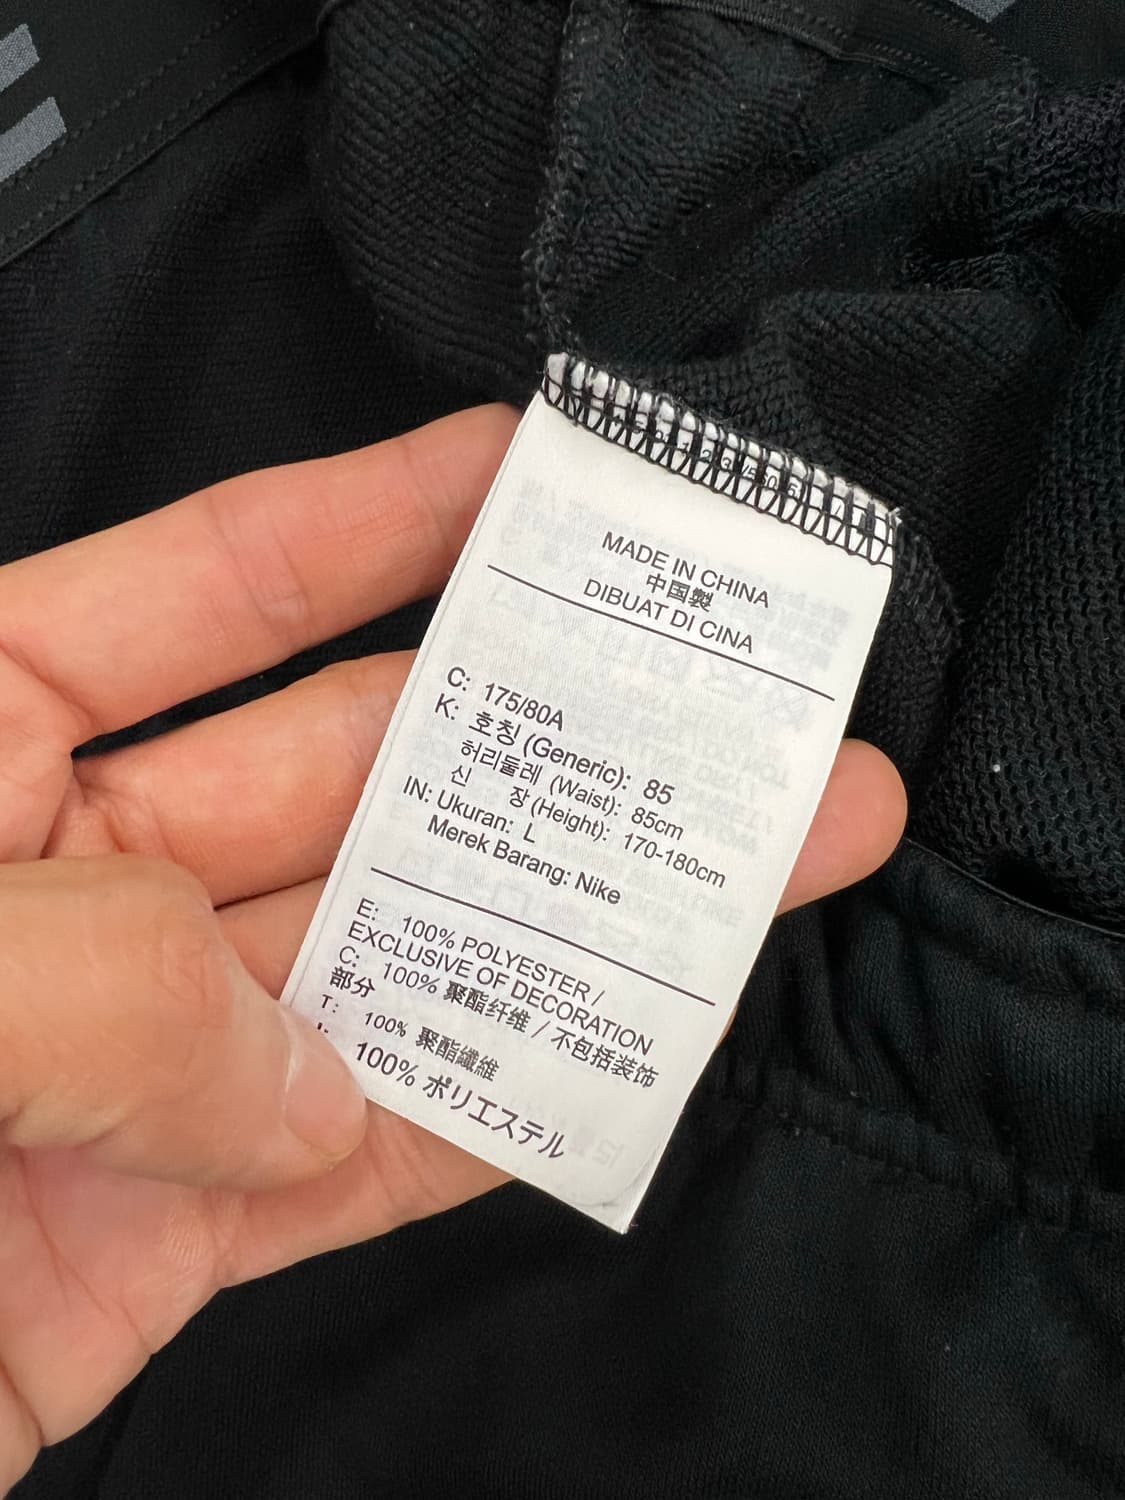 MADE IN CHINA
中国製
DIBUAT DI CINA
C: 175/80A
K: 호칭 (Generic): 85
허리둘레 (Waist): 85cm
신 장 (Height): 170-180cm
IN: Ukuran: L
Merek Barang: Nike
E: 100% POLYESTER /
EXCLUSIVE OF DECORATION
C: 100% 聚酯纤维 / 不包括装饰
部分
T: 100% 聚酯纖維
100% ポリエステル